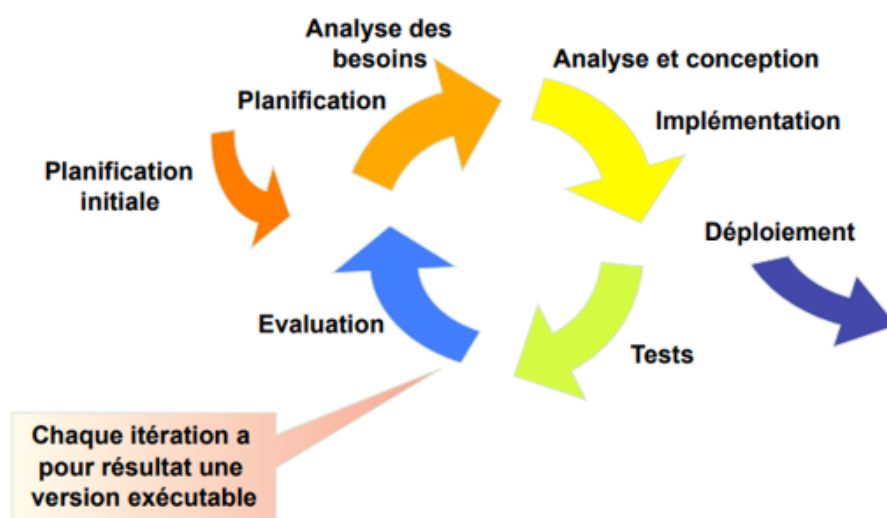 Analyse des
besoins
Planification
Planification
initiale
Analyse et conception
Implémentation
Déploiement
Tests
Evaluation
Chaque itération a
pour résultat une
version exécutable